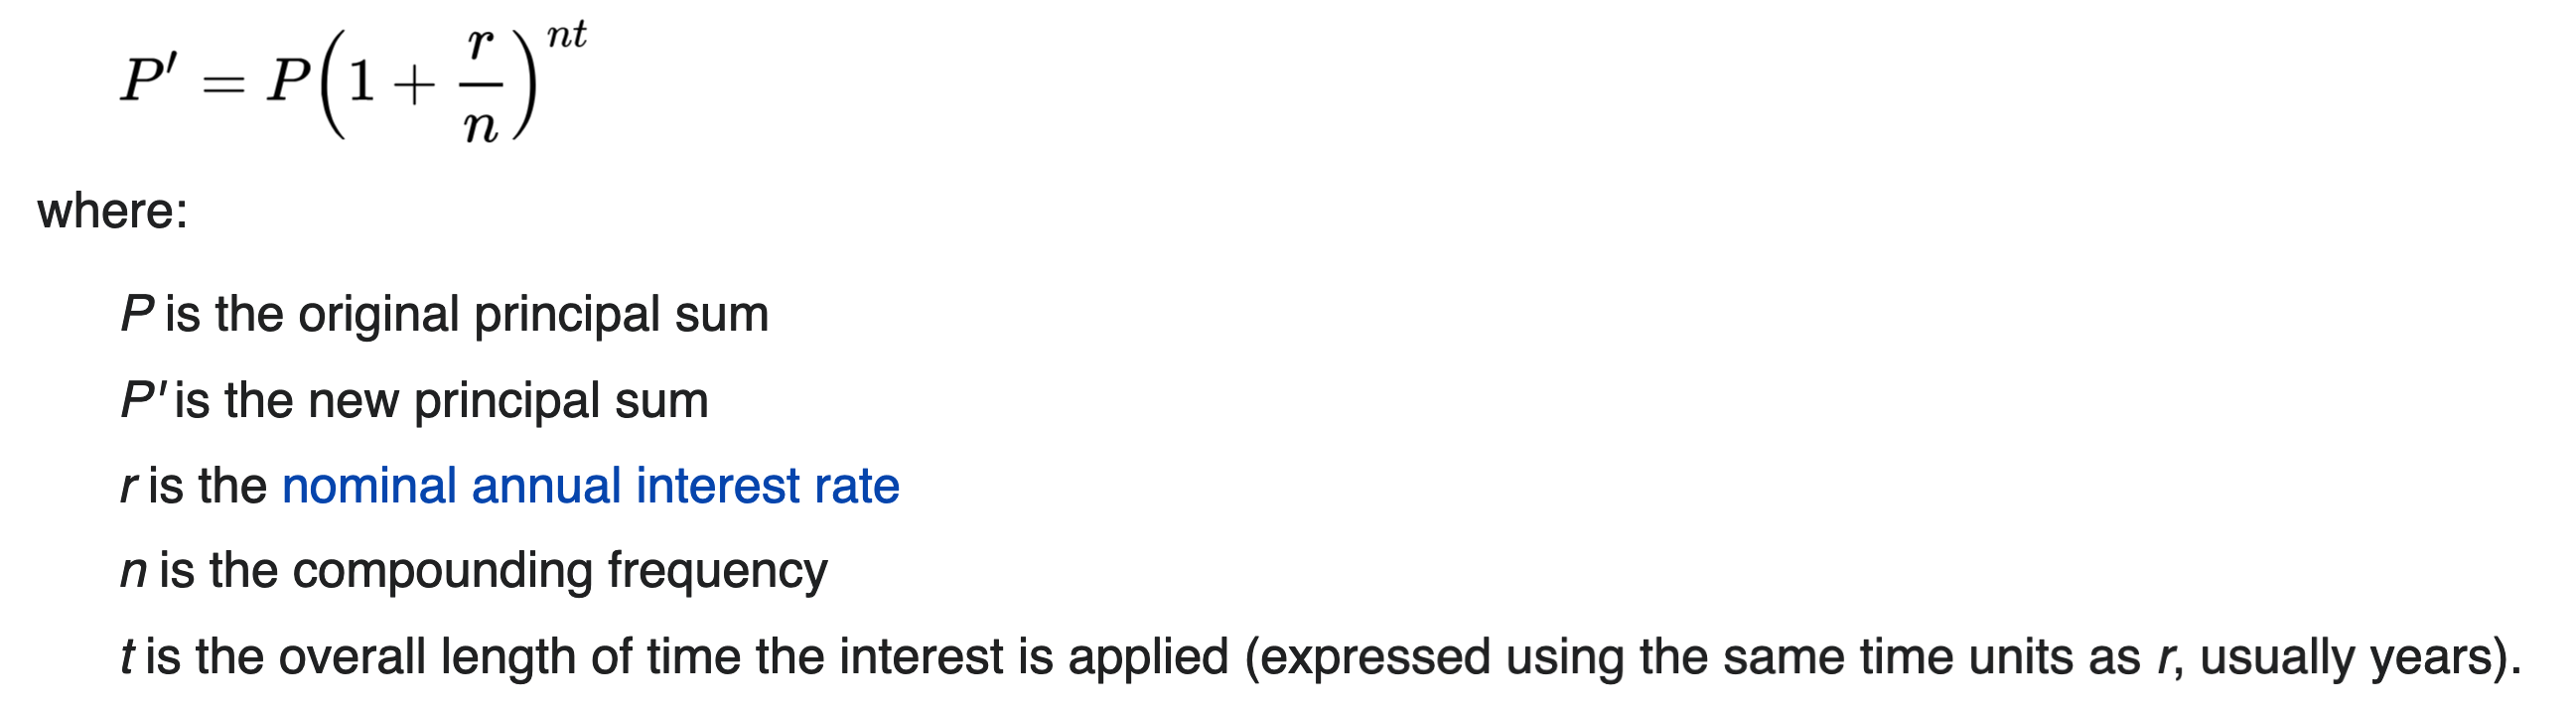 P′ = P(1 + r/n)^{nt}
where:
P is the original principal sum
P' is the new principal sum
r is the nominal annual interest rate
n is the compounding frequency
t is the overall length of time the interest is applied (expressed using the same time units as r, usually years).